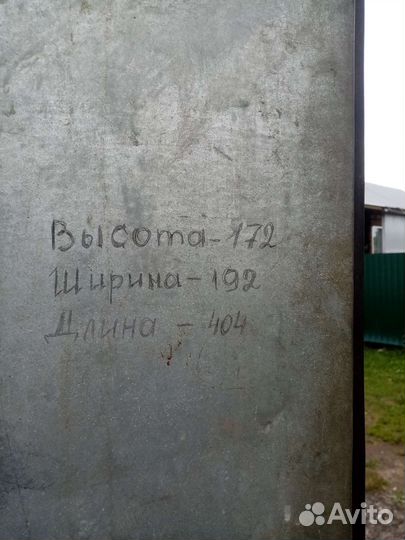 Высота-172
Ширина-192
Длина - 404
Avito